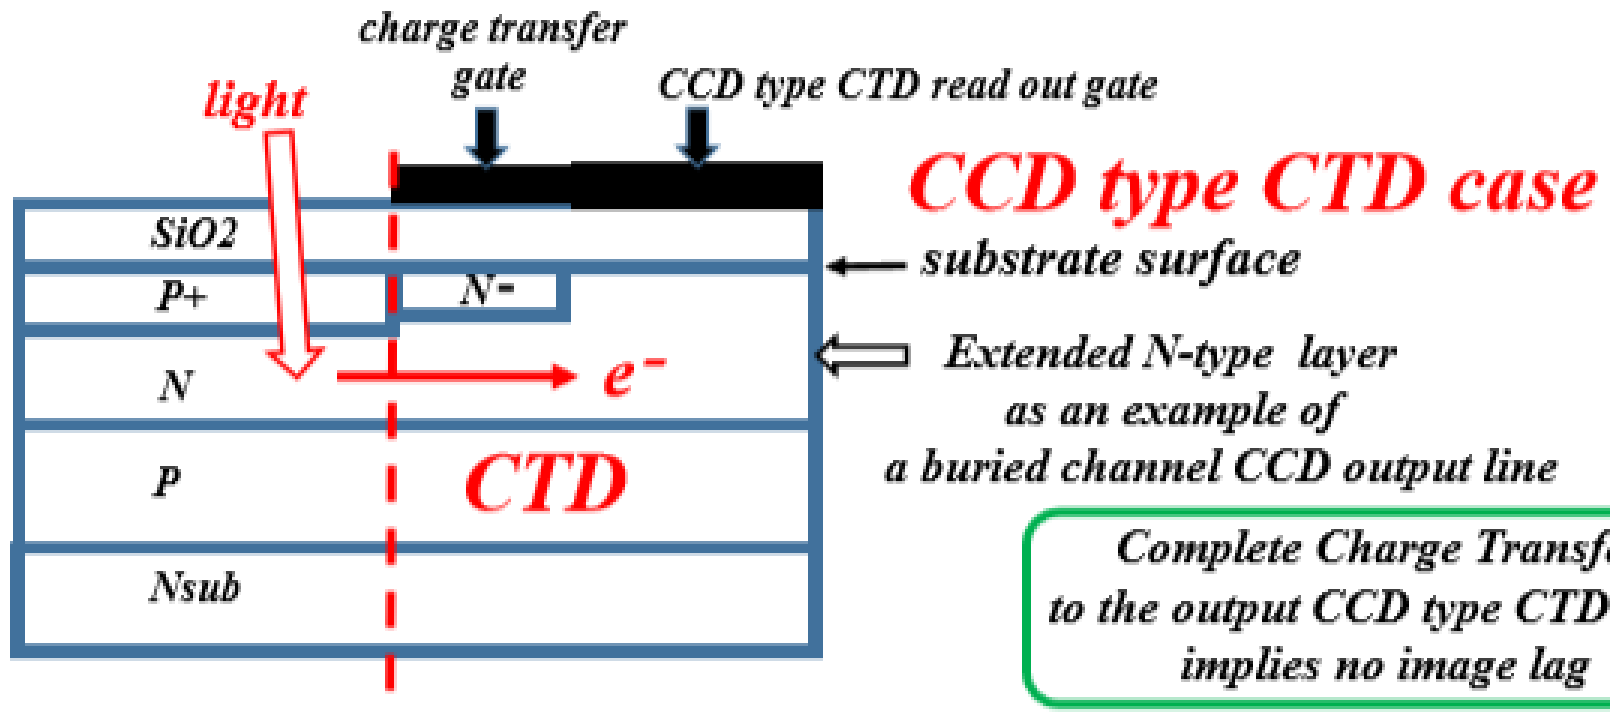 charge transfer
gate
CCD type CTD read out gate
light
CCD type CTD case
SiO2
substrate surface
P+
N-
Extended N-type layer
N
e-
as an example of
a buried channel CCD output line
P
CTD
Complete Charge Transfe
to the output CCD type CTD
implies no image lag
Nsub